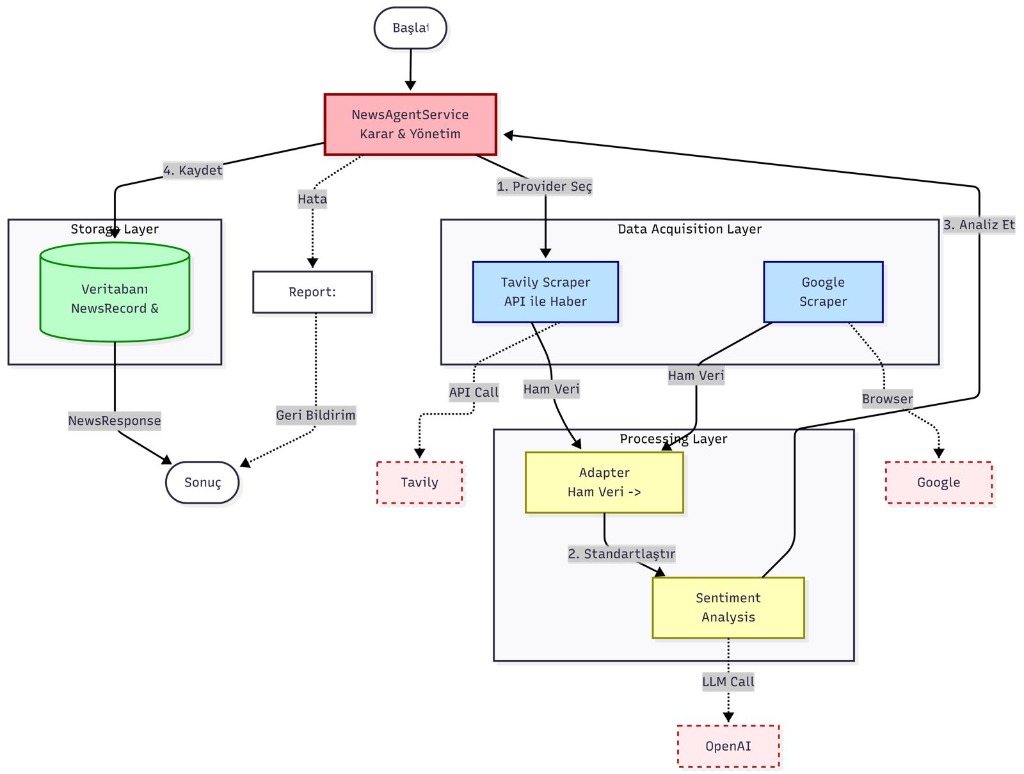 Başlat
NewsAgentService
Karar & Yönetim
4. Kaydet
Hata
1. Provider Seç
3. Analiz Et
Storage Layer
Data Acquisition Layer
Veritabanı
NewsRecord &
Report:
Tavily Scraper
API ile Haber
Google
Scraper
API Call
Ham Veri
Ham Veri
Browser
NewsResponse
Geri Bildirim
Processing Layer
Sonuç
Tavily
Adapter
Ham Veri ->
Google
2. Standartlaştır
Sentiment
Analysis
LLM Call
OpenAI